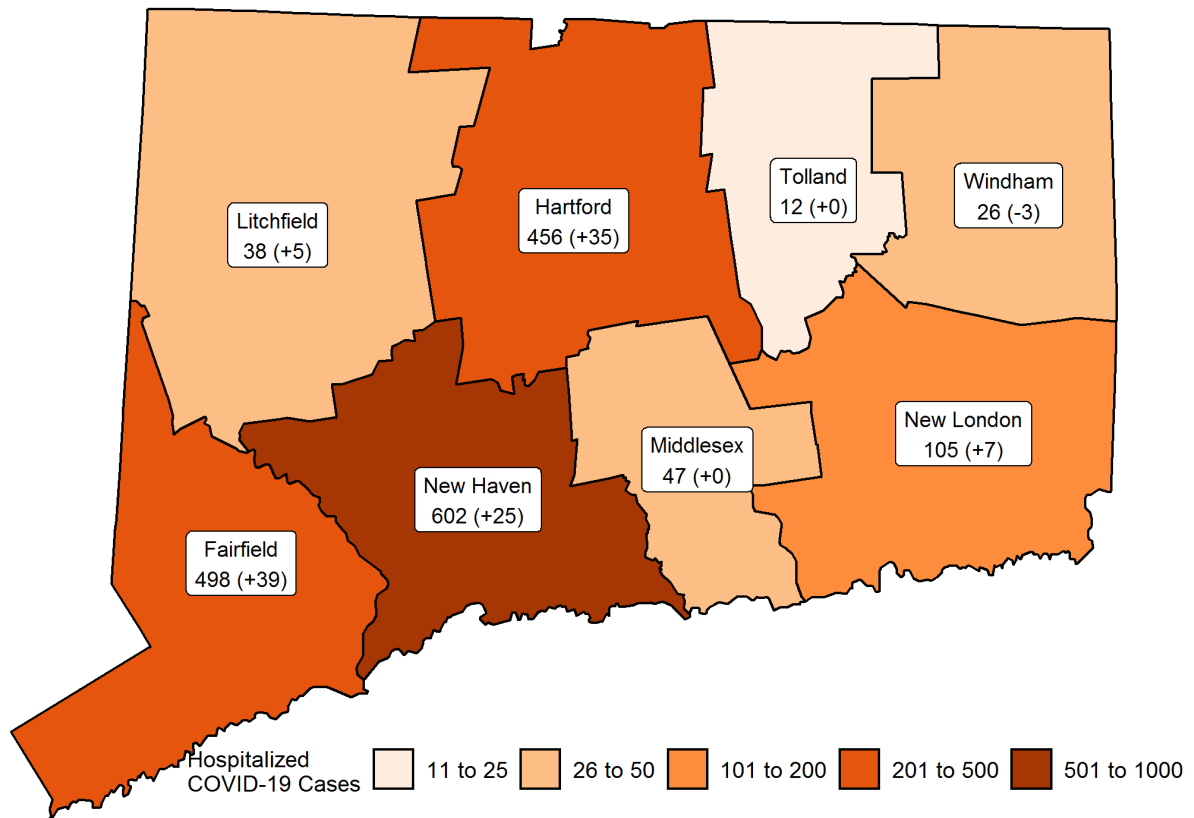 Tolland
12 (+0)
Windham
26 (-3)
Litchfield
38 (+5)
Hartford
456 (+35)
New London
105 (+7)
Middlesex
47 (+0)
New Haven
602 (+25)
Fairfield
498 (+39)
Hospitalized
COVID-19 Cases
11 to 25
26 to 50
101 to 200
201 to 500
501 to 1000